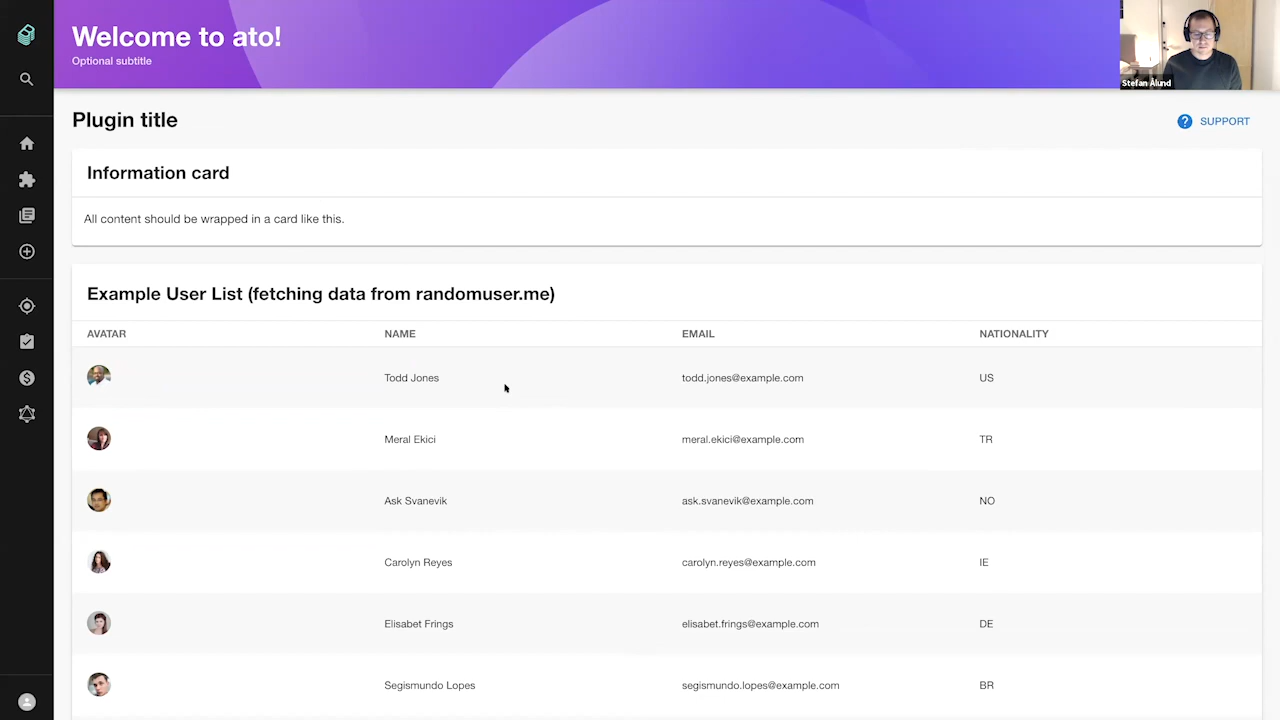 Welcome to ato!
Optional subtitle
Stefan Ålund
Plugin title
SUPPORT
Information card
All content should be wrapped in a card like this.
Example User List (fetching data from randomuser.me)
AVATAR NAME EMAIL NATIONALITY
Todd Jones todd.jones@example.com US
Meral Ekici meral.ekici@example.com TR
Ask Svanevik ask.svanevik@example.com NO
Carolyn Reyes carolyn.reyes@example.com IE
Elisabet Frings elisabet.frings@example.com DE
Segismundo Lopes segismundo.lopes@example.com BR